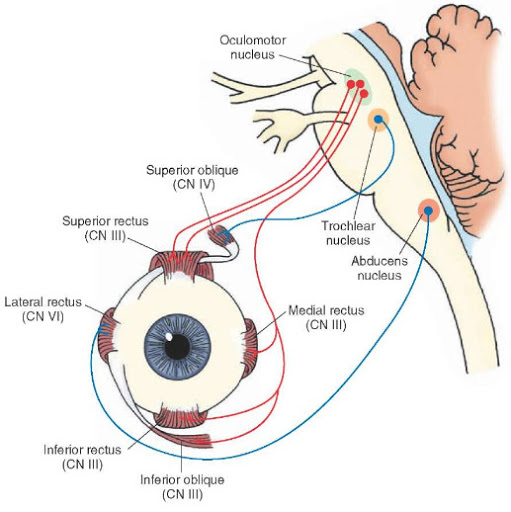 Oculomotor
nucleus
Superior oblique
(CN IV)
Superior rectus
(CN III)
Trochlear
nucleus
Abducens
nucleus
Lateral rectus
(CN VI)
Medial rectus
(CN III)
Inferior rectus
(CN III)
Inferior oblique
(CN III)